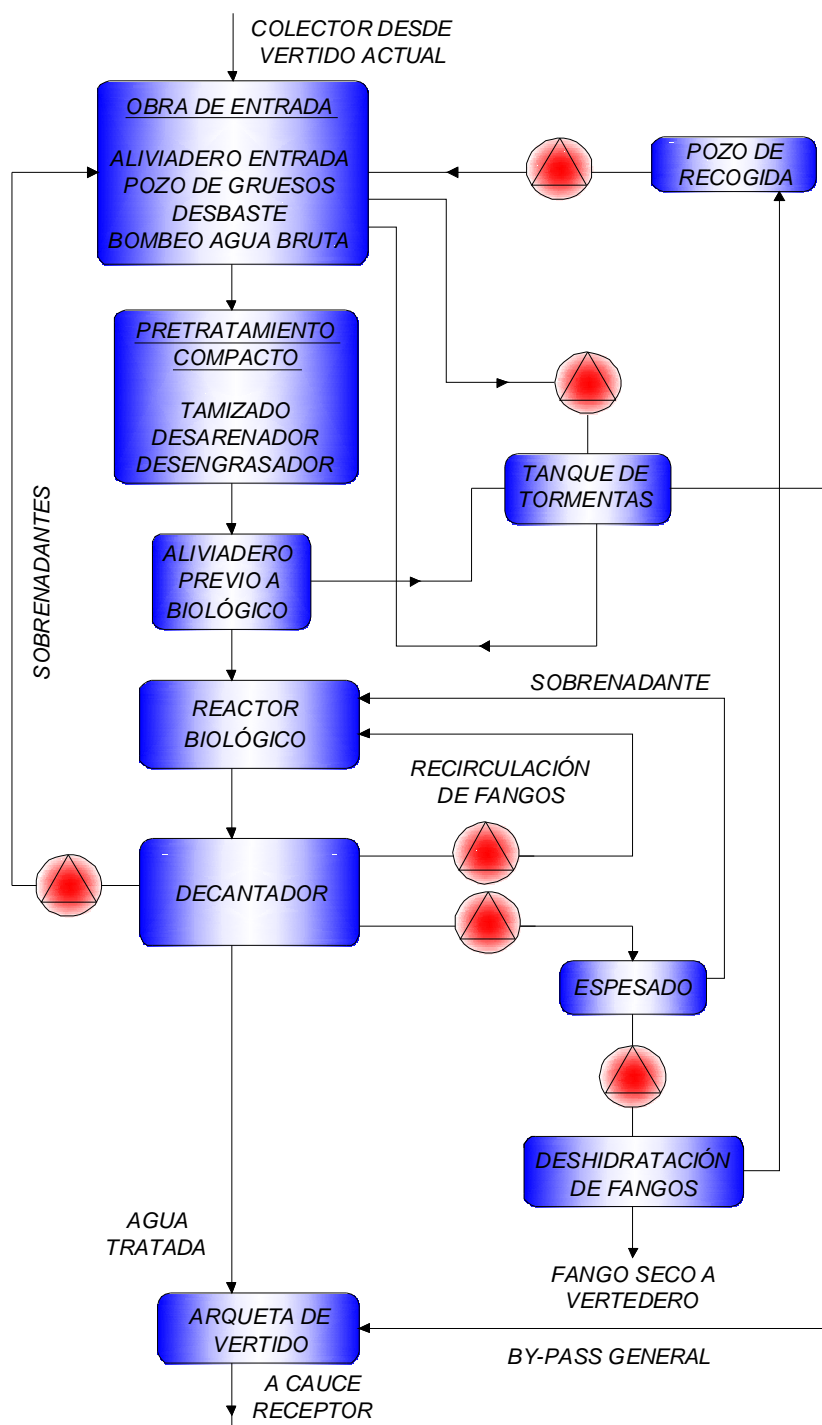 COLECTOR DESDE
VERTIDO ACTUAL
OBRA DE ENTRADA
ALIVIADERO ENTRADA
POZO DE GRUESOS
DESBASTE
BOMBEO AGUA BRUTA
POZO DE
RECOGIDA
PRETRATAMIENTO
COMPACTO
TAMIZADO
DESARENADOR
DESENGRASADOR
TANQUE DE
TORMENTAS
SOBRENADANTES
ALIVIADERO
PREVIO A
BIOLÓGICO
SOBRENADANTE
REACTOR
BIOLÓGICO
RECIRCULACIÓN
DE FANGOS
DECANTADOR
ESPESADO
DESHIDRATACIÓN
DE FANGOS
AGUA
TRATADA
FANGO SECO A
VERTEDERO
ARQUETA DE
VERTIDO
BY-PASS GENERAL
A CAUCE
RECEPTOR